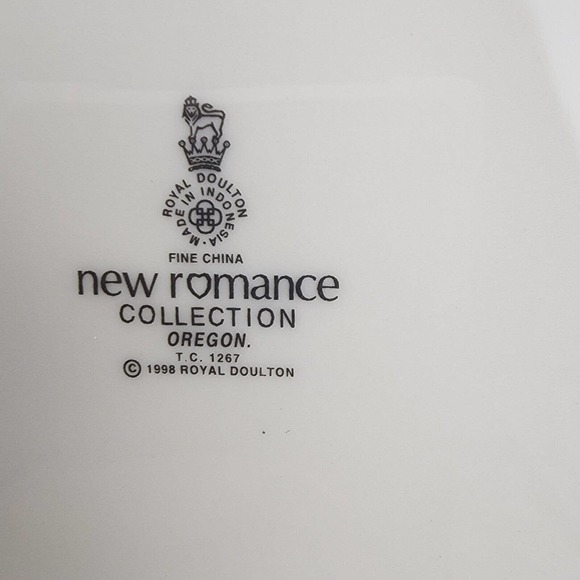 ROYAL DOULTON
MADE IN INDONESIA
FINE CHINA
new romance
COLLECTION
OREGON.
T.C. 1267
© 1998 ROYAL DOULTON